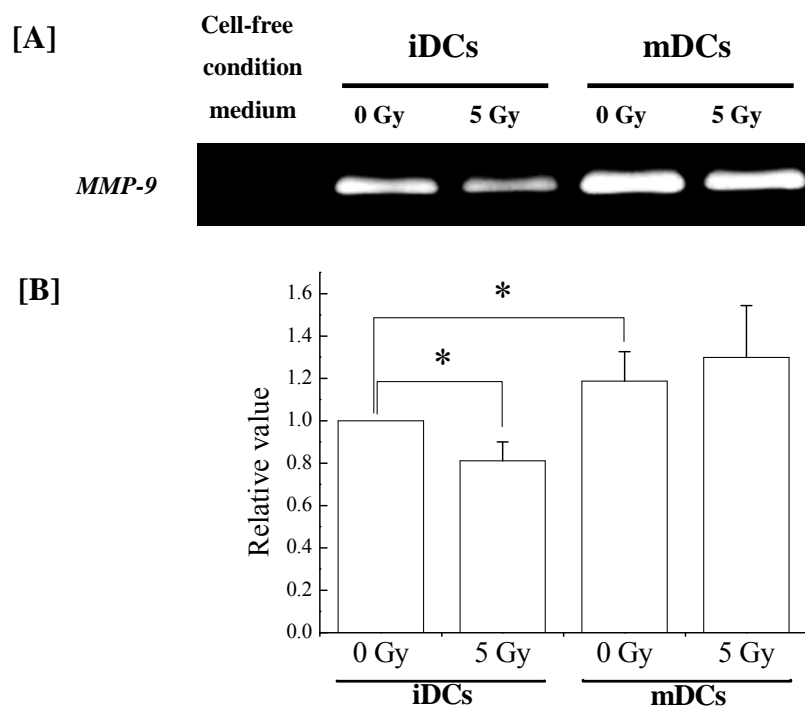 [A]
Cell-free
condition
medium
iDCs
mDCs
0 Gy
5 Gy
0 Gy
5 Gy
MMP-9
[B]
1.6
1.4
1.2
1.0
0.8
0.6
0.4
0.2
0.0
Relative value
*
*
0 Gy
5 Gy
0 Gy
5 Gy
iDCs
mDCs